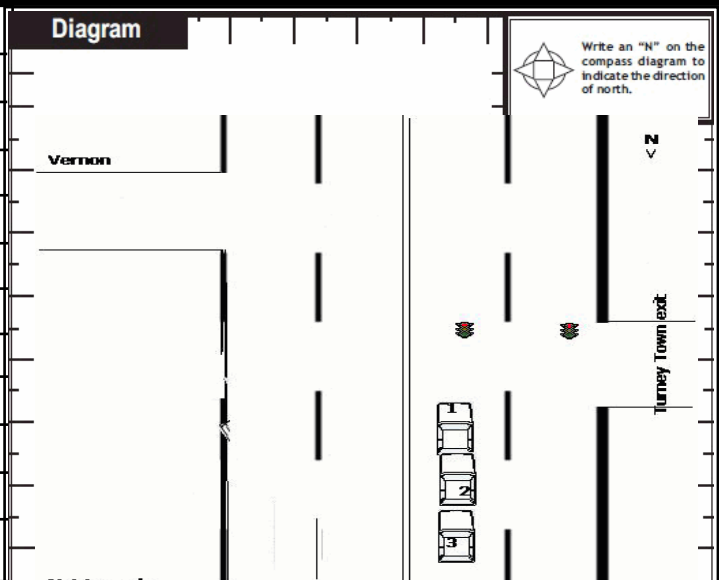 Diagram
Write an “N” on the
compass diagram to
indicate the direction
of north.
Vernon
N
Turney Town exit
1
2
3